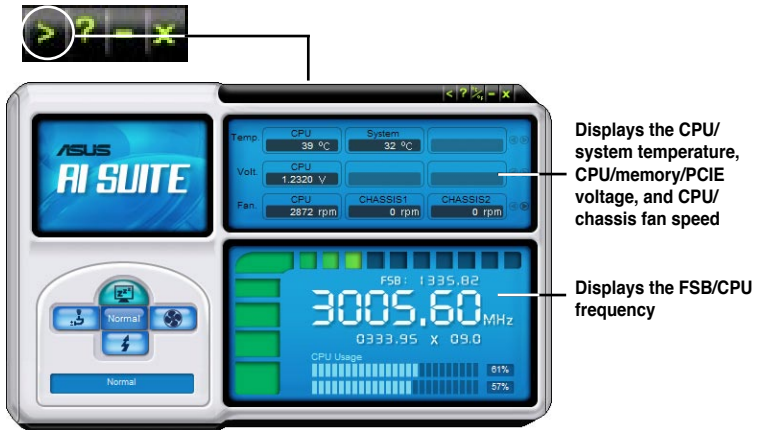 > ? - x
< ? °C/°F - x
ASUS
AI SUITE
Temp.
CPU
39 °C
System
32 °C
Volt.
CPU
1.2320 V
Fan.
CPU
2872 rpm
CHASSIS1
0 rpm
CHASSIS2
0 rpm
Displays the CPU/
system temperature,
CPU/memory/PCIE
voltage, and CPU/
chassis fan speed
FSB: 1335.82
3005.60 MHz
0333.95 x 09.0
CPU Usage
61%
57%
Displays the FSB/CPU
frequency
zzz
Normal
Normal